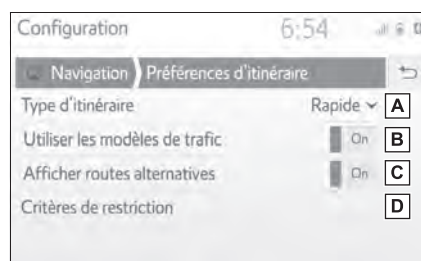 Configuration 6:54
Navigation Préférences d'itinéraire
Type d'itinéraire Rapide A
Utiliser les modèles de trafic On B
Afficher routes alternatives On C
Critères de restriction D